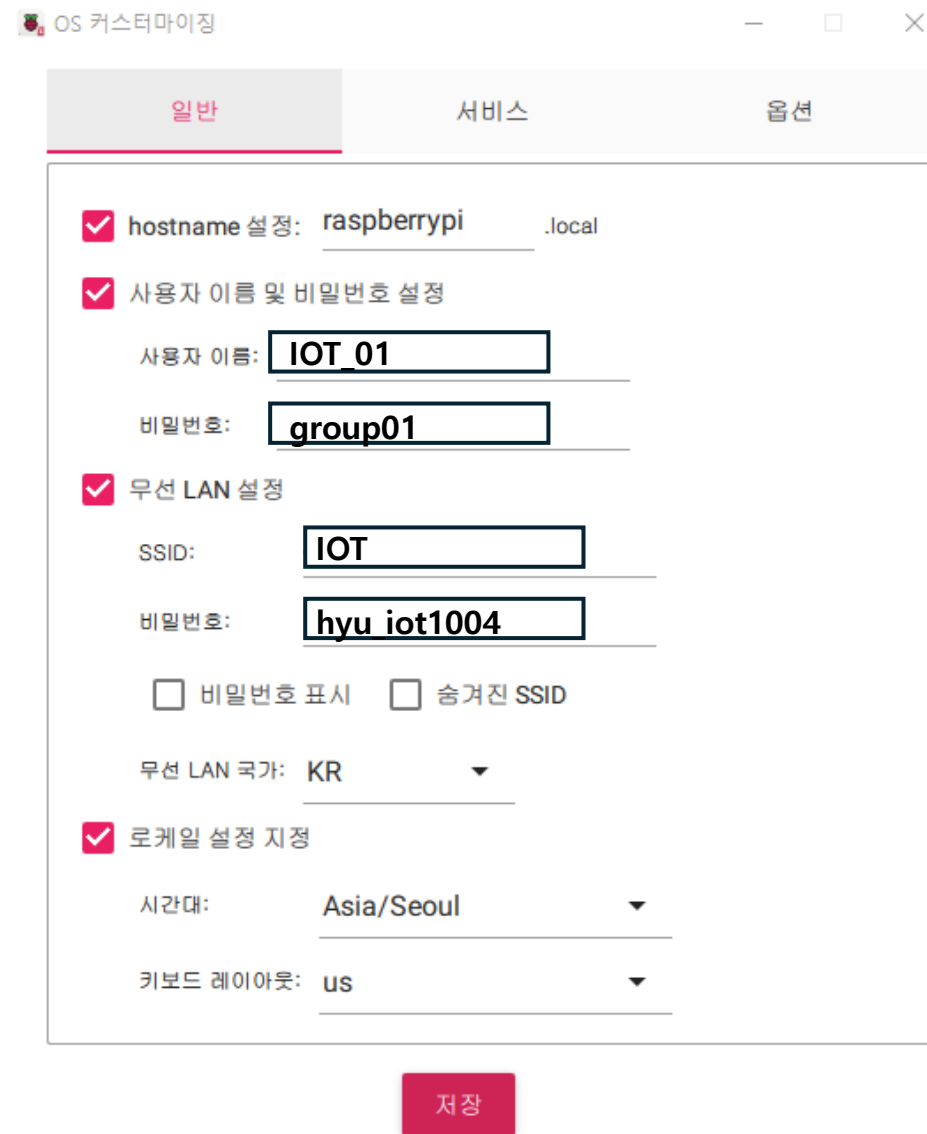 OS 커스터마이징
일반 서비스 옵션
hostname 설정: raspberrypi .local
사용자 이름 및 비밀번호 설정
사용자 이름: IOT_01
비밀번호: group01
무선 LAN 설정
SSID: IOT
비밀번호: hyu_iot1004
비밀번호 표시 숨겨진 SSID
무선 LAN 국가: KR
로케일 설정 지정
시간대: Asia/Seoul
키보드 레이아웃: us
저장